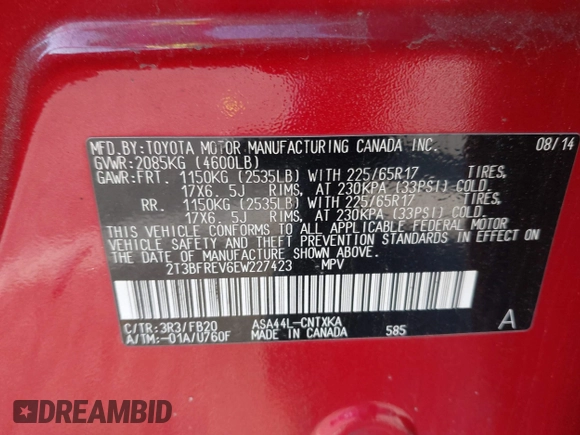 MFD.BY:TOYOTA MOTOR MANUFACTURING CANADA INC. 08/14
GVWR:2085KG (4600LB)
GAWR:FRT. 1150KG (2535LB) WITH 225/65R17 TIRES,
17X6.5J RIMS, AT 230KPA (33PSI) COLD.
RR. 1150KG (2535LB) WITH 225/65R17 TIRES,
17X6.5J RIMS, AT 230KPA (33PSI) COLD.
THIS VEHICLE CONFORMS TO ALL APPLICABLE FEDERAL MOTOR
VEHICLE SAFETY AND THEFT PREVENTION STANDARDS IN EFFECT ON
THE DATE OF MANUFACTURE SHOWN ABOVE.
2T3BFREV6EW227423 MPV
C/TR:3R3/FB20 ASA44L-CNTXKA
A/TM:-01A/U760F MADE IN CANADA 585 A
DREAMBID